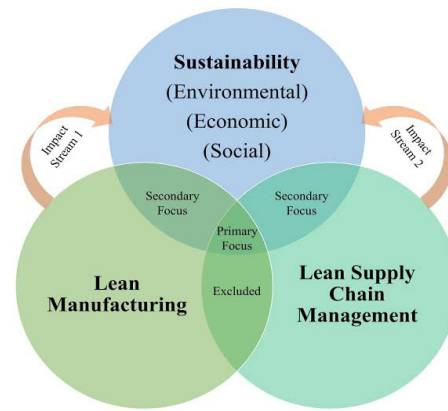 Sustainability
(Environmental)
(Economic)
(Social)
Impact
Stream 1
Impact
Stream 2
Secondary
Focus
Secondary
Focus
Primary
Focus
Lean
Manufacturing
Excluded
Lean Supply
Chain
Management